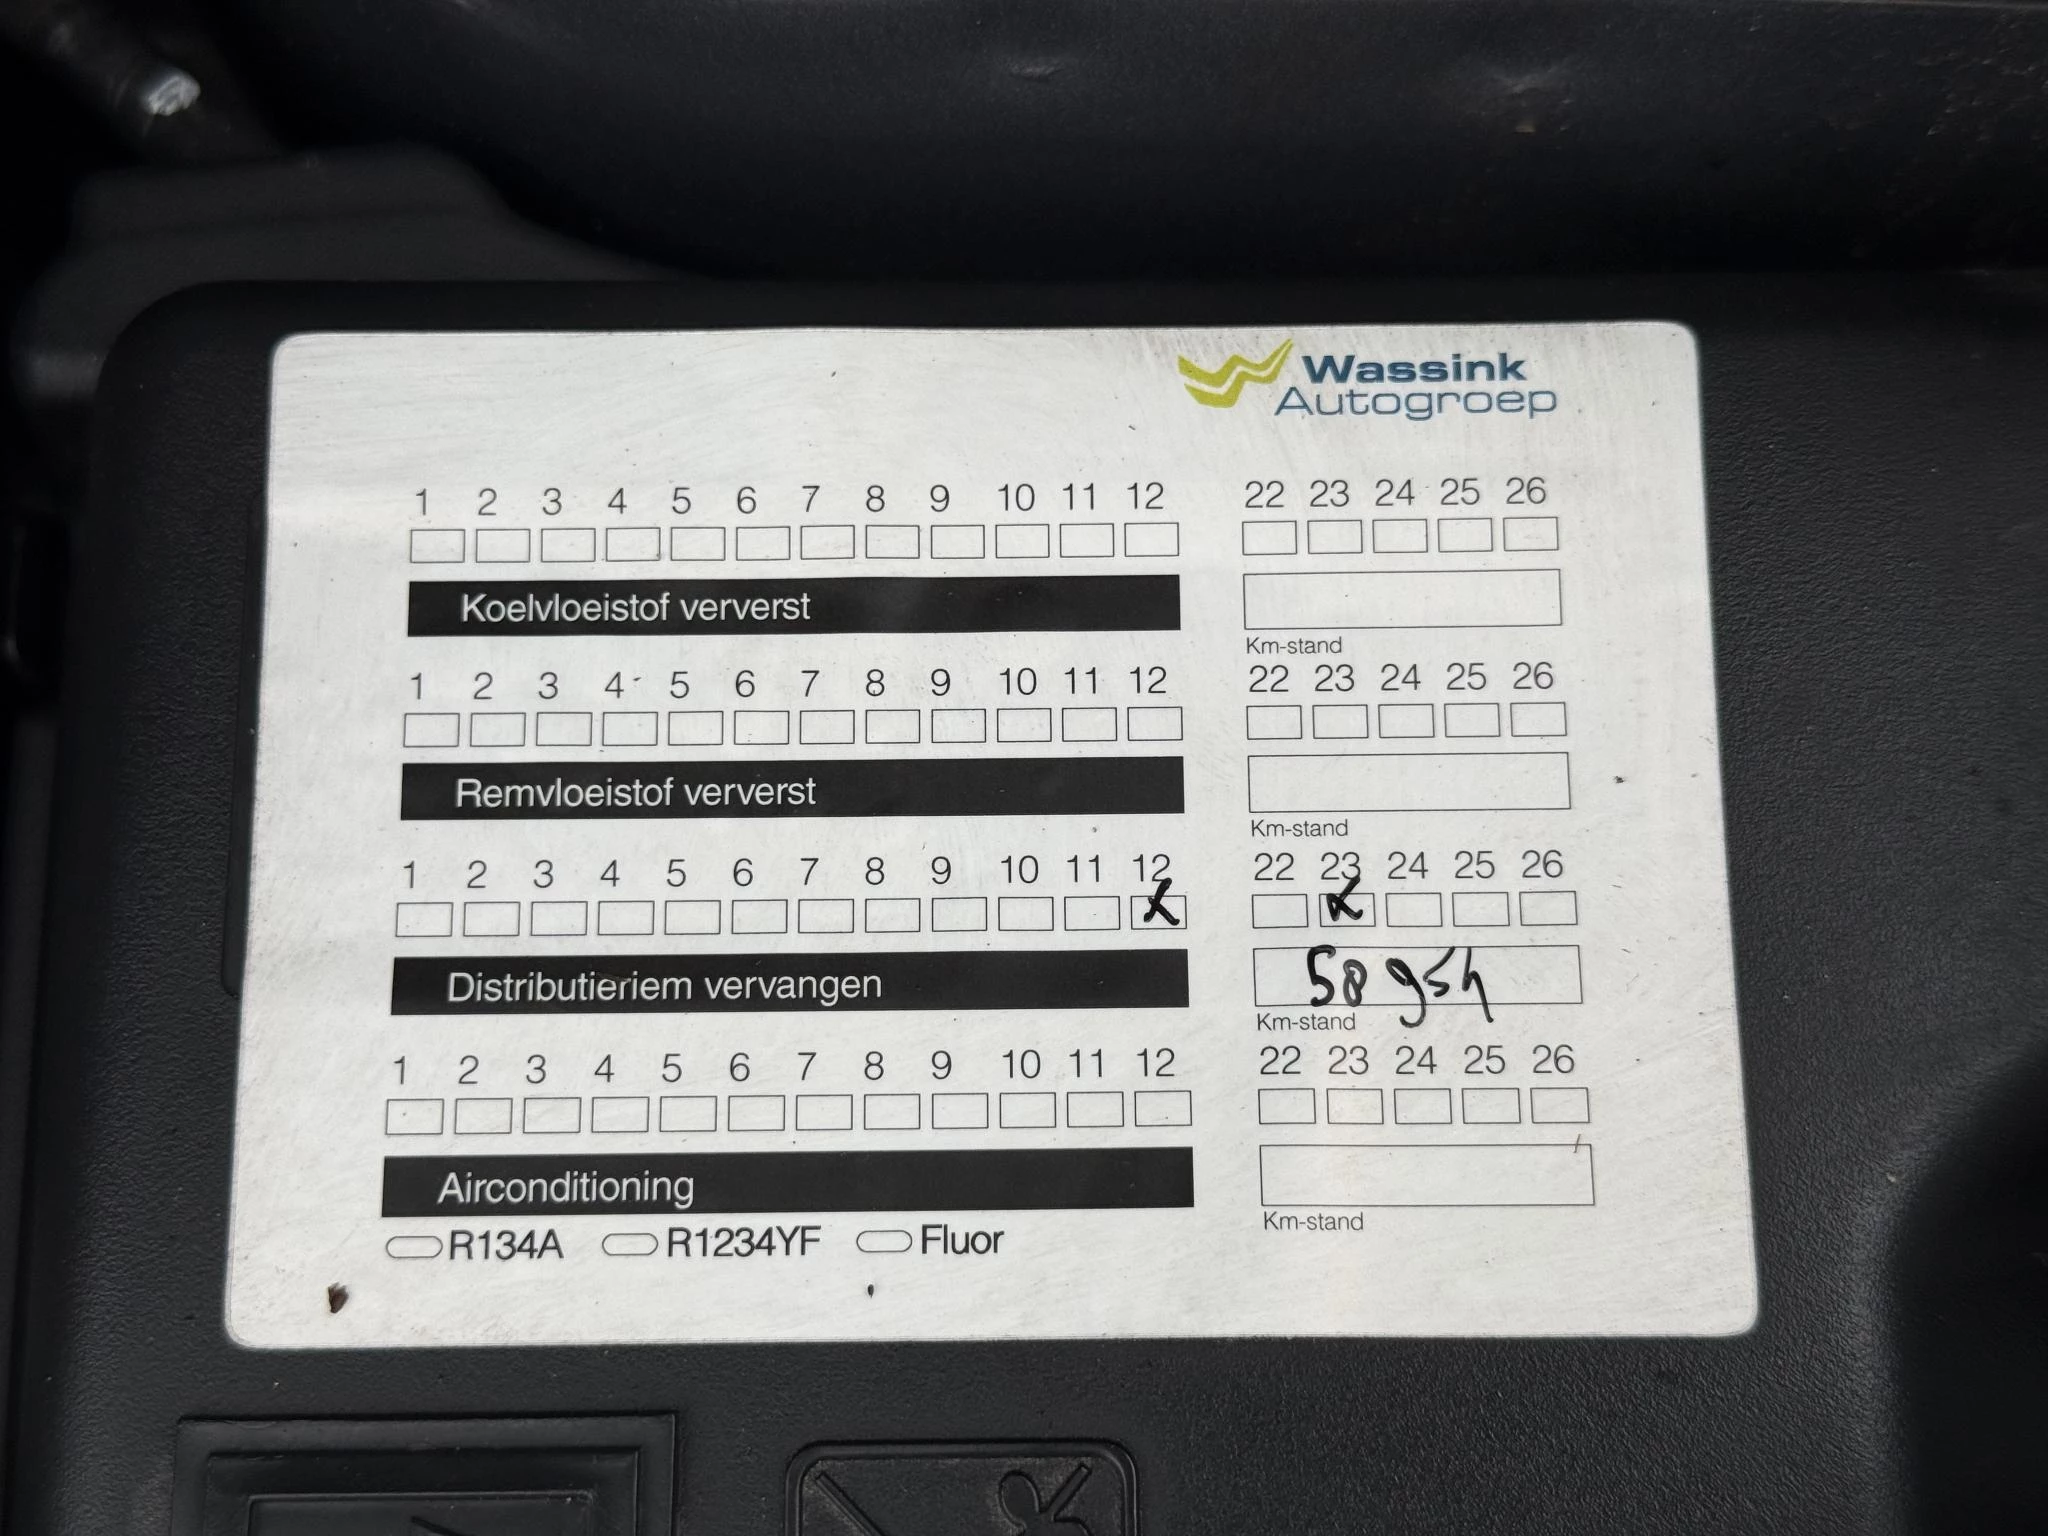 Wassink
Autogroep
1 2 3 4 5 6 7 8 9 10 11 12 22 23 24 25 26
Koelvloeistof ververst
Km-stand
1 2 3 4 5 6 7 8 9 10 11 12 22 23 24 25 26
Remvloeistof ververst
Km-stand
1 2 3 4 5 6 7 8 9 10 11 12 22 23 24 25 26
x x
Distributieriem vervangen 58954
Km-stand
1 2 3 4 5 6 7 8 9 10 11 12 22 23 24 25 26
Airconditioning
Km-stand
R134A R1234YF Fluor